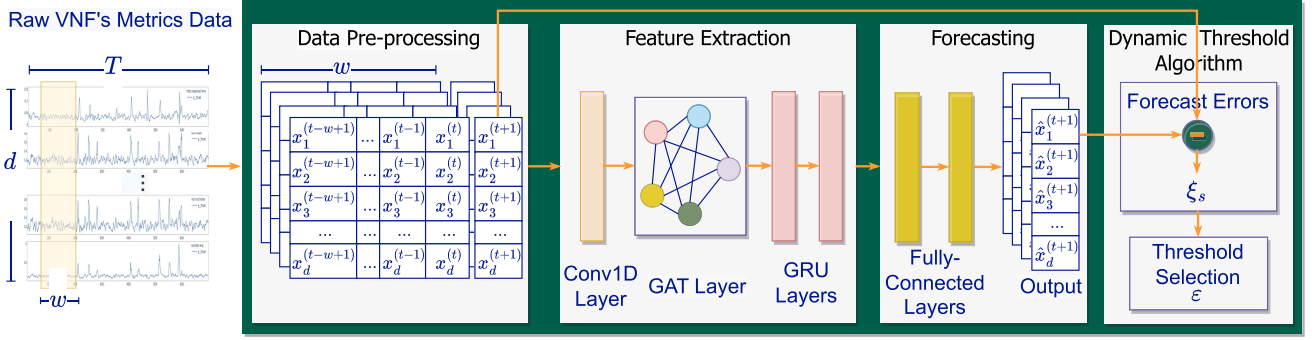 Raw VNF's Metrics Data
T
d
w
Data Pre-processing
w
x_1^{(t-w+1)} ... x_1^{(t-1)} x_1^{(t)} x_1^{(t+1)}
x_2^{(t-w+1)} ... x_2^{(t-1)} x_2^{(t)} x_2^{(t+1)}
x_3^{(t-w+1)} ... x_3^{(t-1)} x_3^{(t)} x_3^{(t+1)}
... ... ... ... ...
x_d^{(t-w+1)} ... x_d^{(t-1)} x_d^{(t)} x_d^{(t+1)}
Feature Extraction
Conv1D
Layer
GAT Layer
GRU
Layers
Forecasting
Fully-
Connected
Layers
x̂_1^{(t+1)}
x̂_2^{(t+1)}
x̂_3^{(t+1)}
...
x̂_d^{(t+1)}
Output
Dynamic Threshold
Algorithm
Forecast Errors
ξ_s
Threshold
Selection
ε